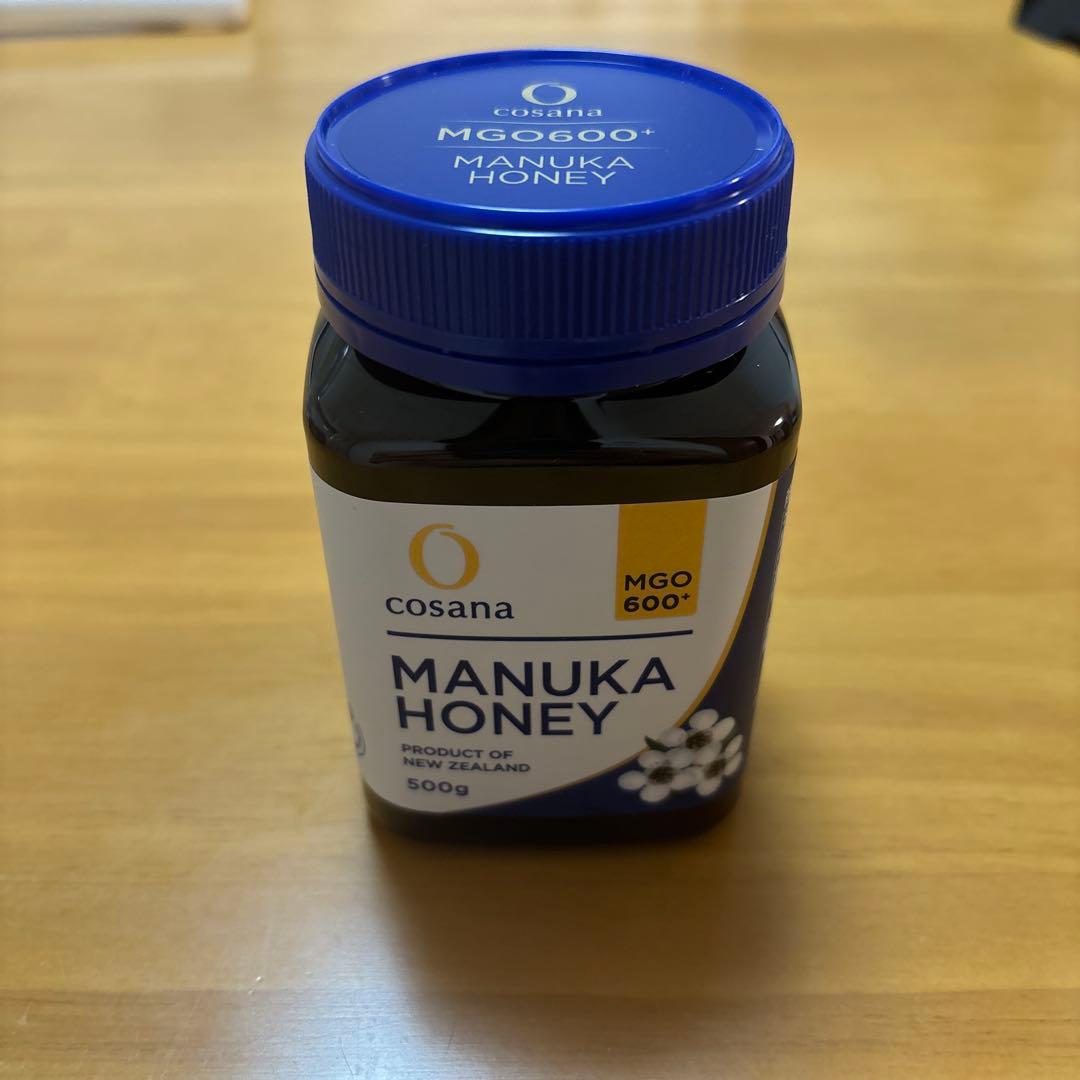 cosana
MGO600+
MANUKA
HONEY
cosana
MGO
600+
MANUKA
HONEY
PRODUCT OF
NEW ZEALAND
500g